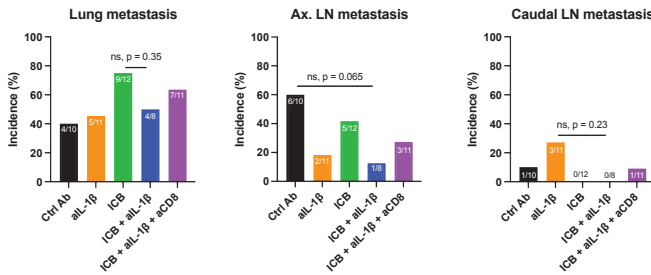 Lung metastasis
Incidence (%)
100
80
60
40
20
0
ns, p = 0.35
4/10
5/11
9/12
4/8
7/11
Ctrl Ab
aIL-1β
ICB
ICB + aIL-1β
ICB + aIL-1β + aCD8
Ax. LN metastasis
Incidence (%)
100
80
60
40
20
0
ns, p = 0.065
6/10
2/11
5/12
1/8
3/11
Ctrl Ab
aIL-1β
ICB
ICB + aIL-1β
ICB + aIL-1β + aCD8
Caudal LN metastasis
Incidence (%)
100
80
60
40
20
0
ns, p = 0.23
1/10
3/11
0/12
0/8
1/11
Ctrl Ab
aIL-1β
ICB
ICB + aIL-1β
ICB + aIL-1β + aCD8